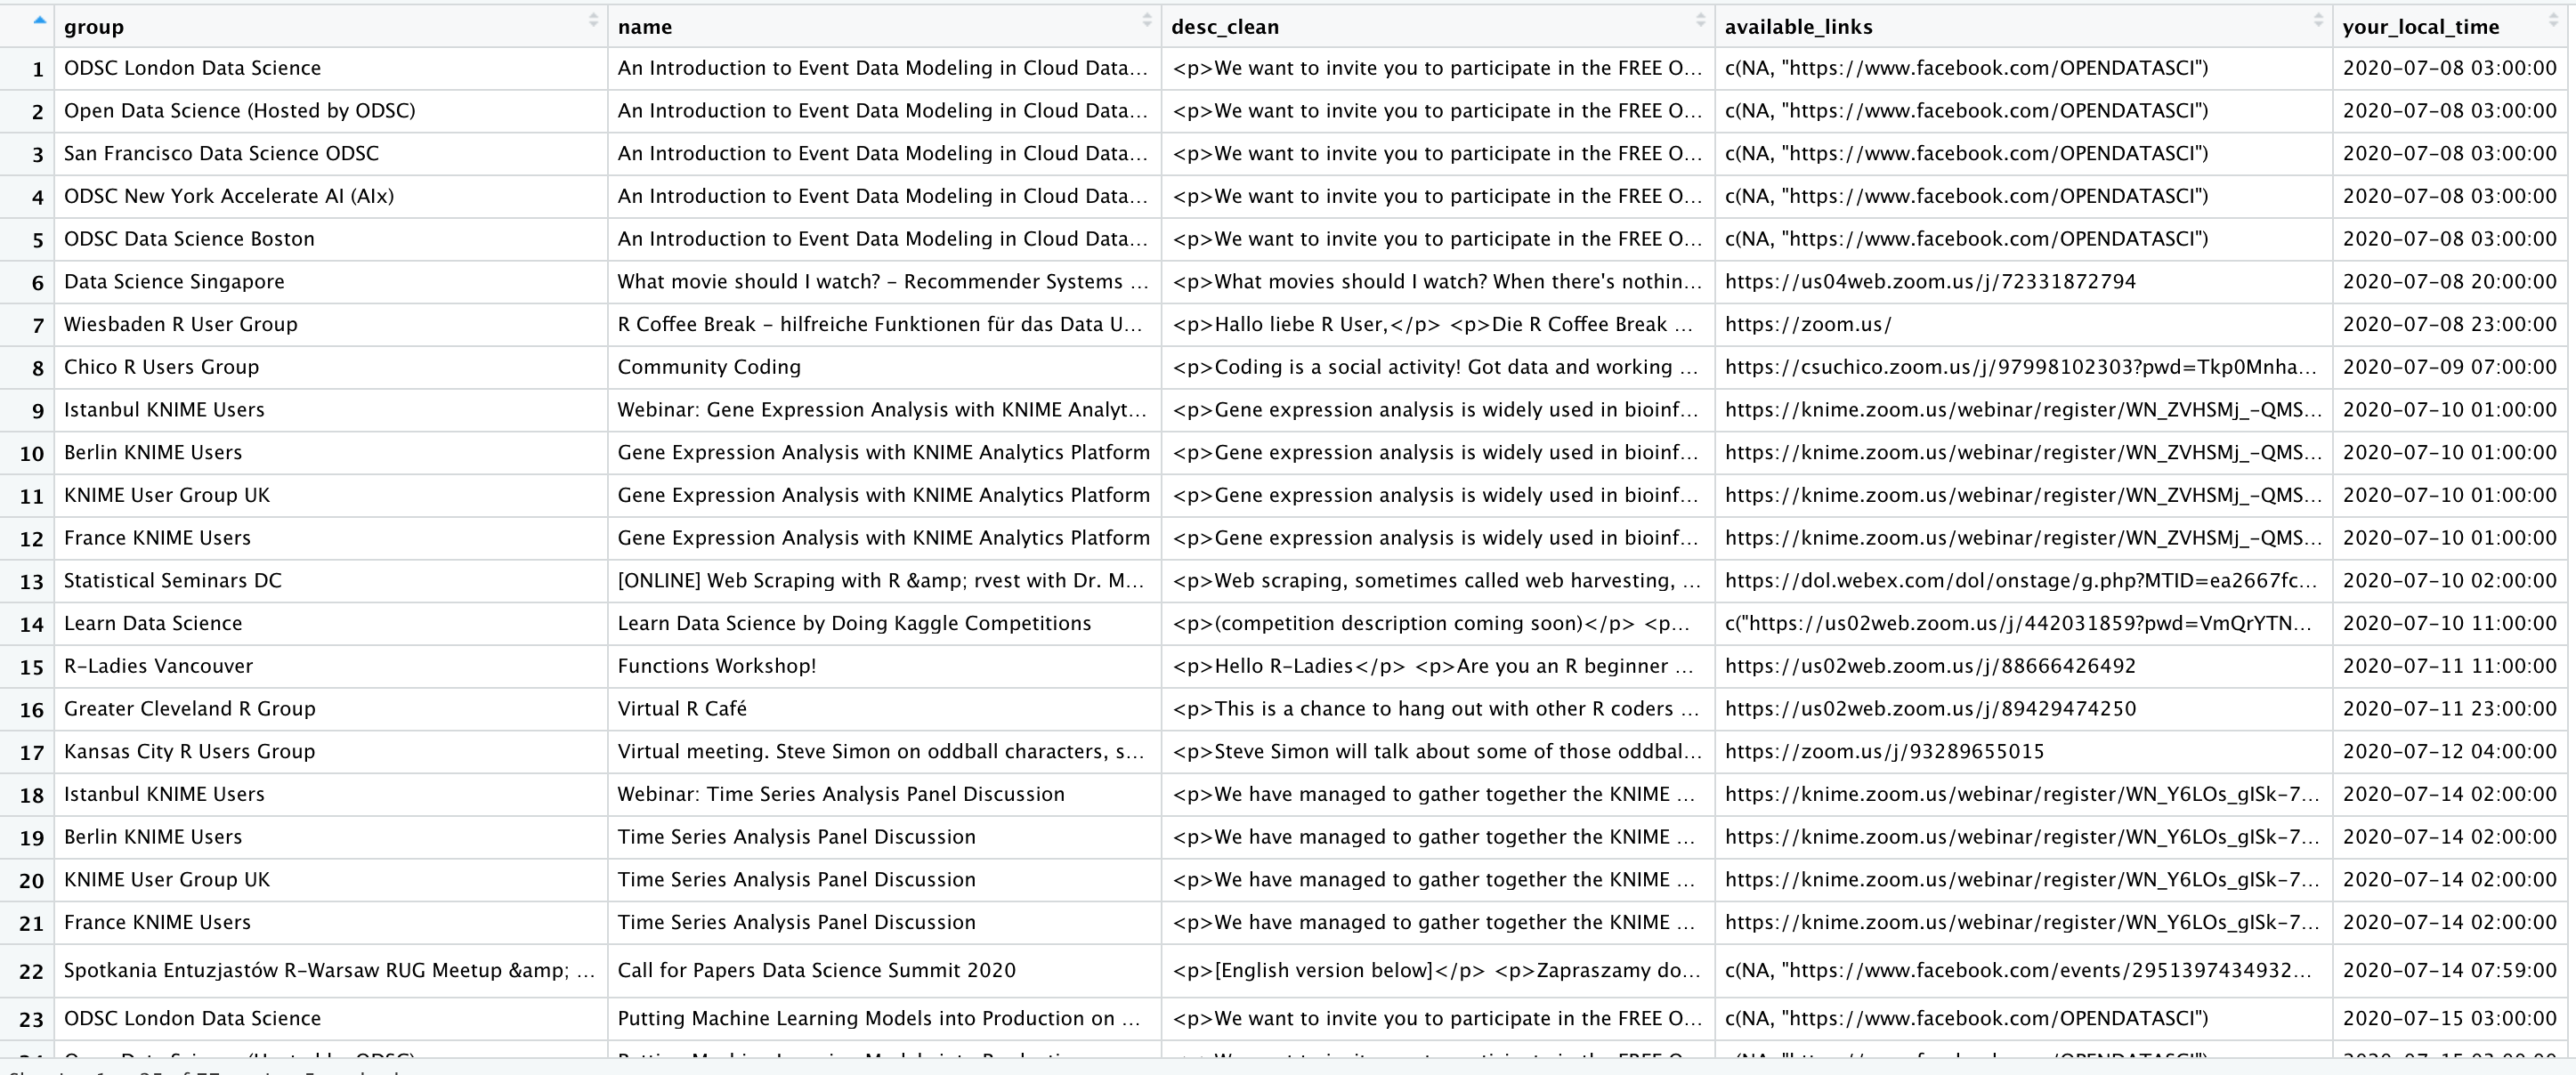 group name desc_clean available_links your_local_time
1 ODSC London Data Science An Introduction to Event Data Modeling in Cloud Data... <p>We want to invite you to participate in the FREE O... c(NA, "https://www.facebook.com/OPENDATASCI") 2020-07-08 03:00:00
2 Open Data Science (Hosted by ODSC) An Introduction to Event Data Modeling in Cloud Data... <p>We want to invite you to participate in the FREE O... c(NA, "https://www.facebook.com/OPENDATASCI") 2020-07-08 03:00:00
3 San Francisco Data Science ODSC An Introduction to Event Data Modeling in Cloud Data... <p>We want to invite you to participate in the FREE O... c(NA, "https://www.facebook.com/OPENDATASCI") 2020-07-08 03:00:00
4 ODSC New York Accelerate AI (AIx) An Introduction to Event Data Modeling in Cloud Data... <p>We want to invite you to participate in the FREE O... c(NA, "https://www.facebook.com/OPENDATASCI") 2020-07-08 03:00:00
5 ODSC Data Science Boston An Introduction to Event Data Modeling in Cloud Data... <p>We want to invite you to participate in the FREE O... c(NA, "https://www.facebook.com/OPENDATASCI") 2020-07-08 03:00:00
6 Data Science Singapore What movie should I watch? – Recommender Systems ... <p>What movies should I watch? When there's nothin... https://us04web.zoom.us/j/72331872794 2020-07-08 20:00:00
7 Wiesbaden R User Group R Coffee Break – hilfreiche Funktionen für das Data U... <p>Hallo liebe R User,</p> <p>Die R Coffee Break ... https://zoom.us/ 2020-07-08 23:00:00
8 Chico R Users Group Community Coding <p>Coding is a social activity! Got data and working ... https://csuchico.zoom.us/j/97998102303?pwd=Tkp0Mnha... 2020-07-09 07:00:00
9 Istanbul KNIME Users Webinar: Gene Expression Analysis with KNIME Analyt... <p>Gene expression analysis is widely used in bioinf... https://knime.zoom.us/webinar/register/WN_ZVHSMj_-QMS... 2020-07-10 01:00:00
10 Berlin KNIME Users Gene Expression Analysis with KNIME Analytics Platform <p>Gene expression analysis is widely used in bioinf... https://knime.zoom.us/webinar/register/WN_ZVHSMj_-QMS... 2020-07-10 01:00:00
11 KNIME User Group UK Gene Expression Analysis with KNIME Analytics Platform <p>Gene expression analysis is widely used in bioinf... https://knime.zoom.us/webinar/register/WN_ZVHSMj_-QMS... 2020-07-10 01:00:00
12 France KNIME Users Gene Expression Analysis with KNIME Analytics Platform <p>Gene expression analysis is widely used in bioinf... https://knime.zoom.us/webinar/register/WN_ZVHSMj_-QMS... 2020-07-10 01:00:00
13 Statistical Seminars DC [ONLINE] Web Scraping with R &amp; rvest with Dr. M... <p>Web scraping, sometimes called web harvesting, ... https://dol.webex.com/dol/onstage/g.php?MTID=ea2667fc... 2020-07-10 02:00:00
14 Learn Data Science Learn Data Science by Doing Kaggle Competitions <p>(competition description coming soon)</p> <p... c("https://us02web.zoom.us/j/442031859?pwd=VmQrYTN... 2020-07-10 11:00:00
15 R-Ladies Vancouver Functions Workshop! <p>Hello R-Ladies</p> <p>Are you an R beginner ... https://us02web.zoom.us/j/88666426492 2020-07-11 11:00:00
16 Greater Cleveland R Group Virtual R Café <p>This is a chance to hang out with other R coders ... https://us02web.zoom.us/j/89429474250 2020-07-11 23:00:00
17 Kansas City R Users Group Virtual meeting. Steve Simon on oddball characters, s... <p>Steve Simon will talk about some of those oddbal... https://zoom.us/j/93289655015 2020-07-12 04:00:00
18 Istanbul KNIME Users Webinar: Time Series Analysis Panel Discussion <p>We have managed to gather together the KNIME ... https://knime.zoom.us/webinar/register/WN_Y6LOs_gISk-7... 2020-07-14 02:00:00
19 Berlin KNIME Users Time Series Analysis Panel Discussion <p>We have managed to gather together the KNIME ... https://knime.zoom.us/webinar/register/WN_Y6LOs_gISk-7... 2020-07-14 02:00:00
20 KNIME User Group UK Time Series Analysis Panel Discussion <p>We have managed to gather together the KNIME ... https://knime.zoom.us/webinar/register/WN_Y6LOs_gISk-7... 2020-07-14 02:00:00
21 France KNIME Users Time Series Analysis Panel Discussion <p>We have managed to gather together the KNIME ... https://knime.zoom.us/webinar/register/WN_Y6LOs_gISk-7... 2020-07-14 02:00:00
22 Spotkania Entuzjastów R-Warsaw RUG Meetup &amp; ... Call for Papers Data Science Summit 2020 <p>[English version below]</p> <p>Zapraszamy do... c(NA, "https://www.facebook.com/events/2951397434932... 2020-07-14 07:59:00
23 ODSC London Data Science Putting Machine Learning Models into Production on ... <p>We want to invite you to participate in the FREE O... c(NA, "https://www.facebook.com/OPENDATASCI") 2020-07-15 03:00:00